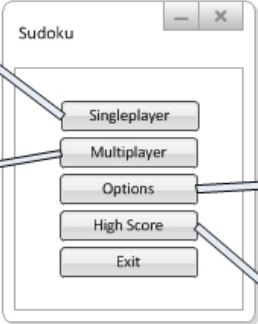 Sudoku
Singleplayer
Multiplayer
Options
High Score
Exit